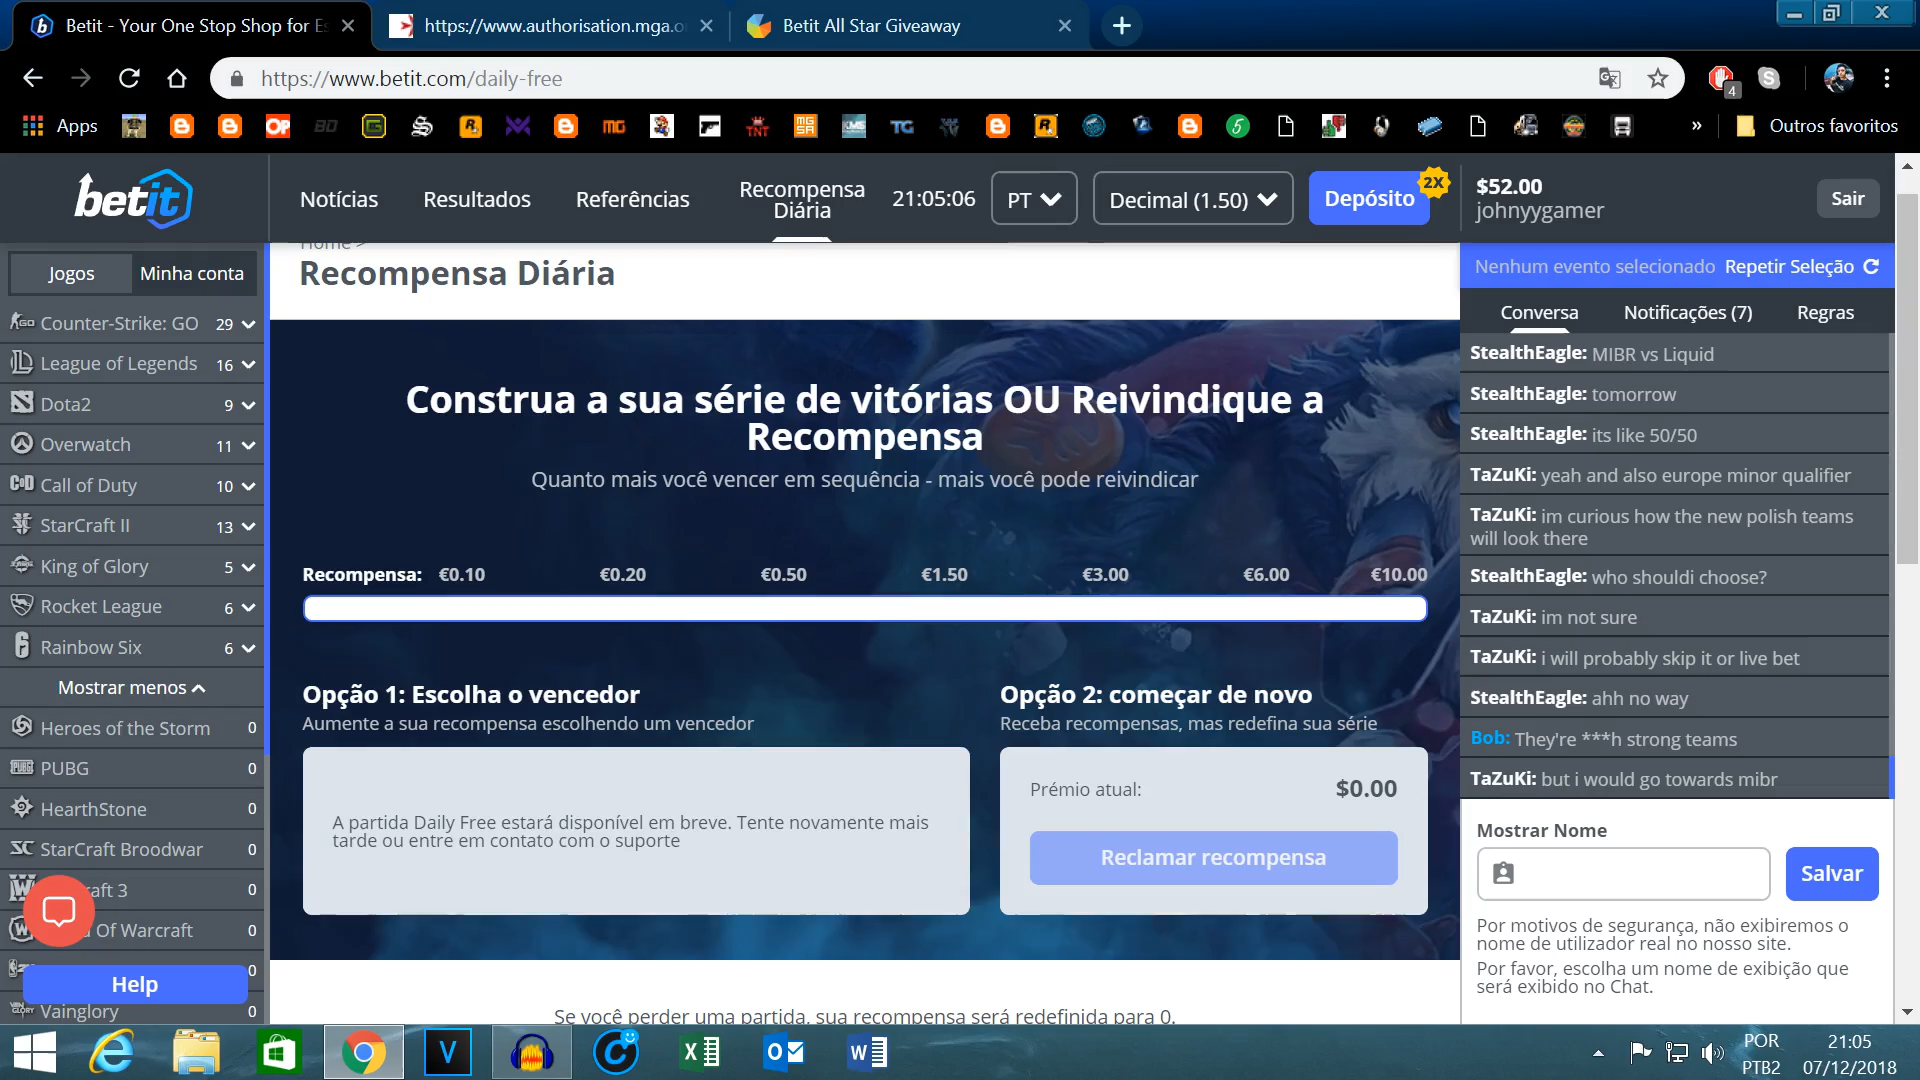 Betit - Your One Stop Shop for Es
https://www.authorisation.mga.o
Betit All Star Giveaway
https://www.betit.com/daily-free
4
Apps
Outros favoritos
betit
Notícias
Resultados
Referências
Recompensa
Diária
21:05:06
PT
Decimal (1.50)
Depósito
2X
$52.00
johnyygamer
Sair
Jogos
Minha conta
Counter-Strike: GO 29
League of Legends 16
Dota2 9
Overwatch 11
Call of Duty 10
StarCraft II 13
King of Glory 5
Rocket League 6
Rainbow Six 6
Mostrar menos
Heroes of the Storm 0
PUBG 0
HearthStone 0
StarCraft Broodwar 0
aft 3 0
Of Warcraft 0
0
Help
Vainglory 0
Home >
Recompensa Diária
Construa a sua série de vitórias OU Reivindique a
Recompensa
Quanto mais você vencer em sequência - mais você pode reivindicar
Recompensa: €0.10 €0.20 €0.50 €1.50 €3.00 €6.00 €10.00
Opção 1: Escolha o vencedor
Aumente a sua recompensa escolhendo um vencedor
A partida Daily Free estará disponível em breve. Tente novamente mais
tarde ou entre em contato com o suporte
Opção 2: começar de novo
Receba recompensas, mas redefina sua série
Prémio atual: $0.00
Reclamar recompensa
Se você perder uma partida, sua recompensa será redefinida para 0.
Nenhum evento selecionado Repetir Seleção
Conversa
Notificações (7)
Regras
StealthEagle: MIBR vs Liquid
StealthEagle: tomorrow
StealthEagle: its like 50/50
TaZuKi: yeah and also europe minor qualifier
TaZuKi: im curious how the new polish teams
will look there
StealthEagle: who shouldi choose?
TaZuKi: im not sure
TaZuKi: i will probably skip it or live bet
StealthEagle: ahh no way
Bob: They're ***h strong teams
TaZuKi: but i would go towards mibr
Mostrar Nome
Salvar
Por motivos de segurança, não exibiremos o
nome de utilizador real no nosso site.
Por favor, escolha um nome de exibição que
será exibido no Chat.
POR
PTB2
21:05
07/12/2018